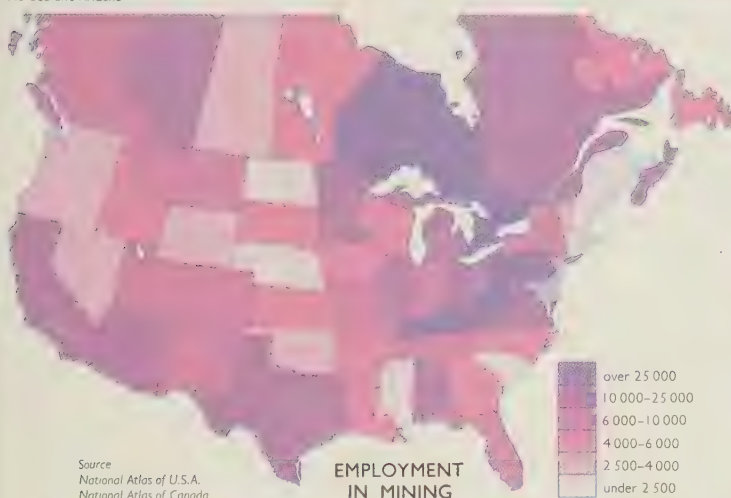 over 25 000
10 000–25 000
6 000–10 000
4 000–6 000
2 500–4 000
under 2 500
Source
National Atlas of U.S.A.
National Atlas of Canada
EMPLOYMENT
IN MINING